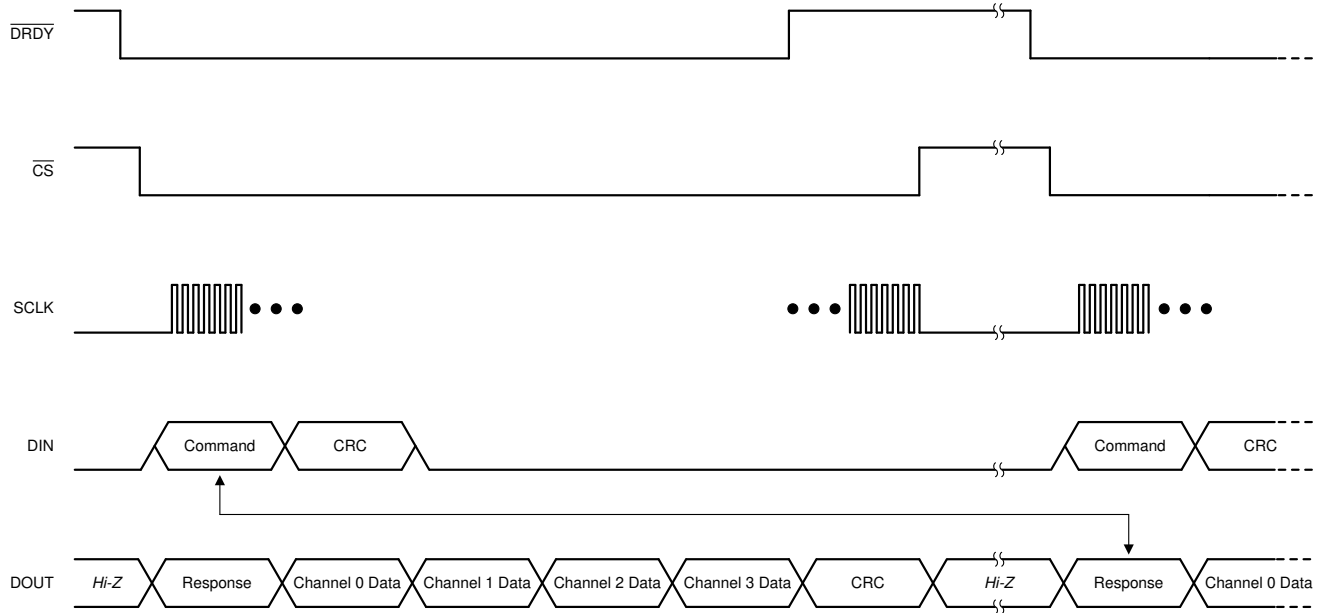 DRDY
CS
SCLK
DIN Command CRC Command CRC
DOUT Hi-Z Response Channel 0 Data Channel 1 Data Channel 2 Data Channel 3 Data CRC Hi-Z Response Channel 0 Data